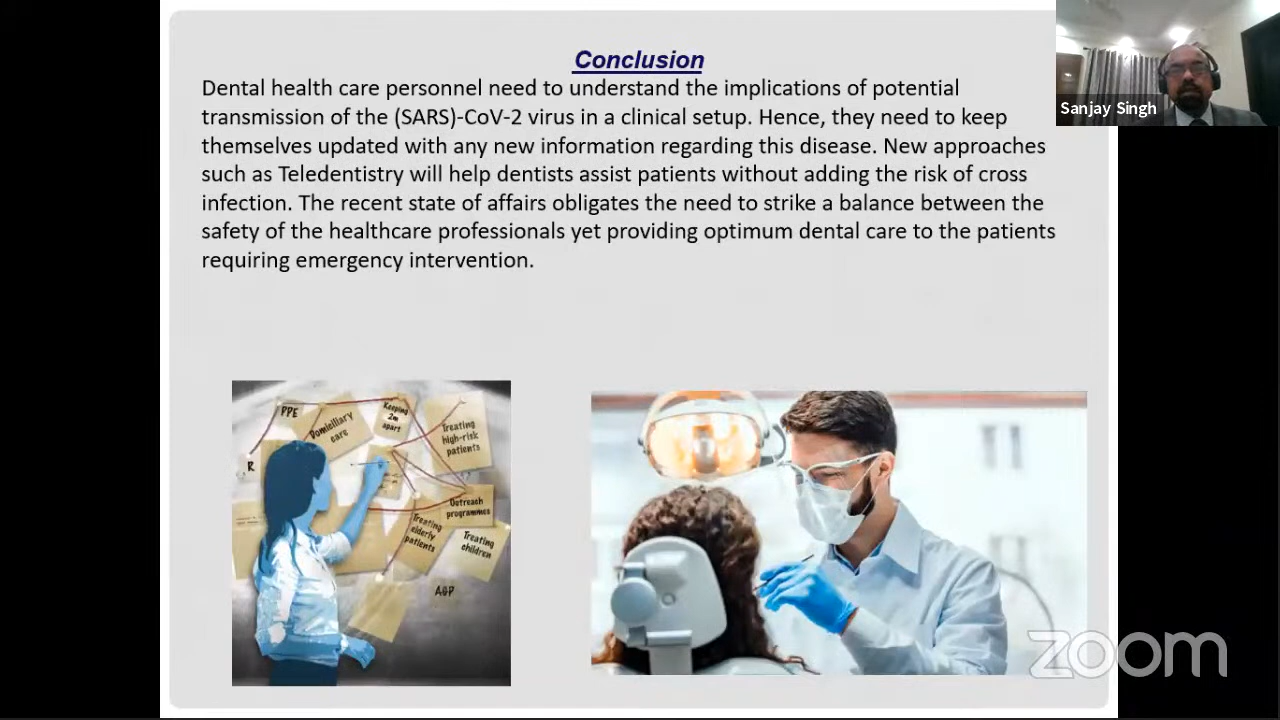 Conclusion
Dental health care personnel need to understand the implications of potential
transmission of the (SARS)-CoV-2 virus in a clinical setup. Hence, they need to keep
themselves updated with any new information regarding this disease. New approaches
such as Teledentistry will help dentists assist patients without adding the risk of cross
infection. The recent state of affairs obligates the need to strike a balance between the
safety of the healthcare professionals yet providing optimum dental care to the patients
requiring emergency intervention.
Sanjay Singh
PPE
Domiciliary
care
Keeping
2m
apart
Treating
high-risk
patients
R
Outreach
programmes
Treating
elderly
patients
Treating
children
AGP
zoom